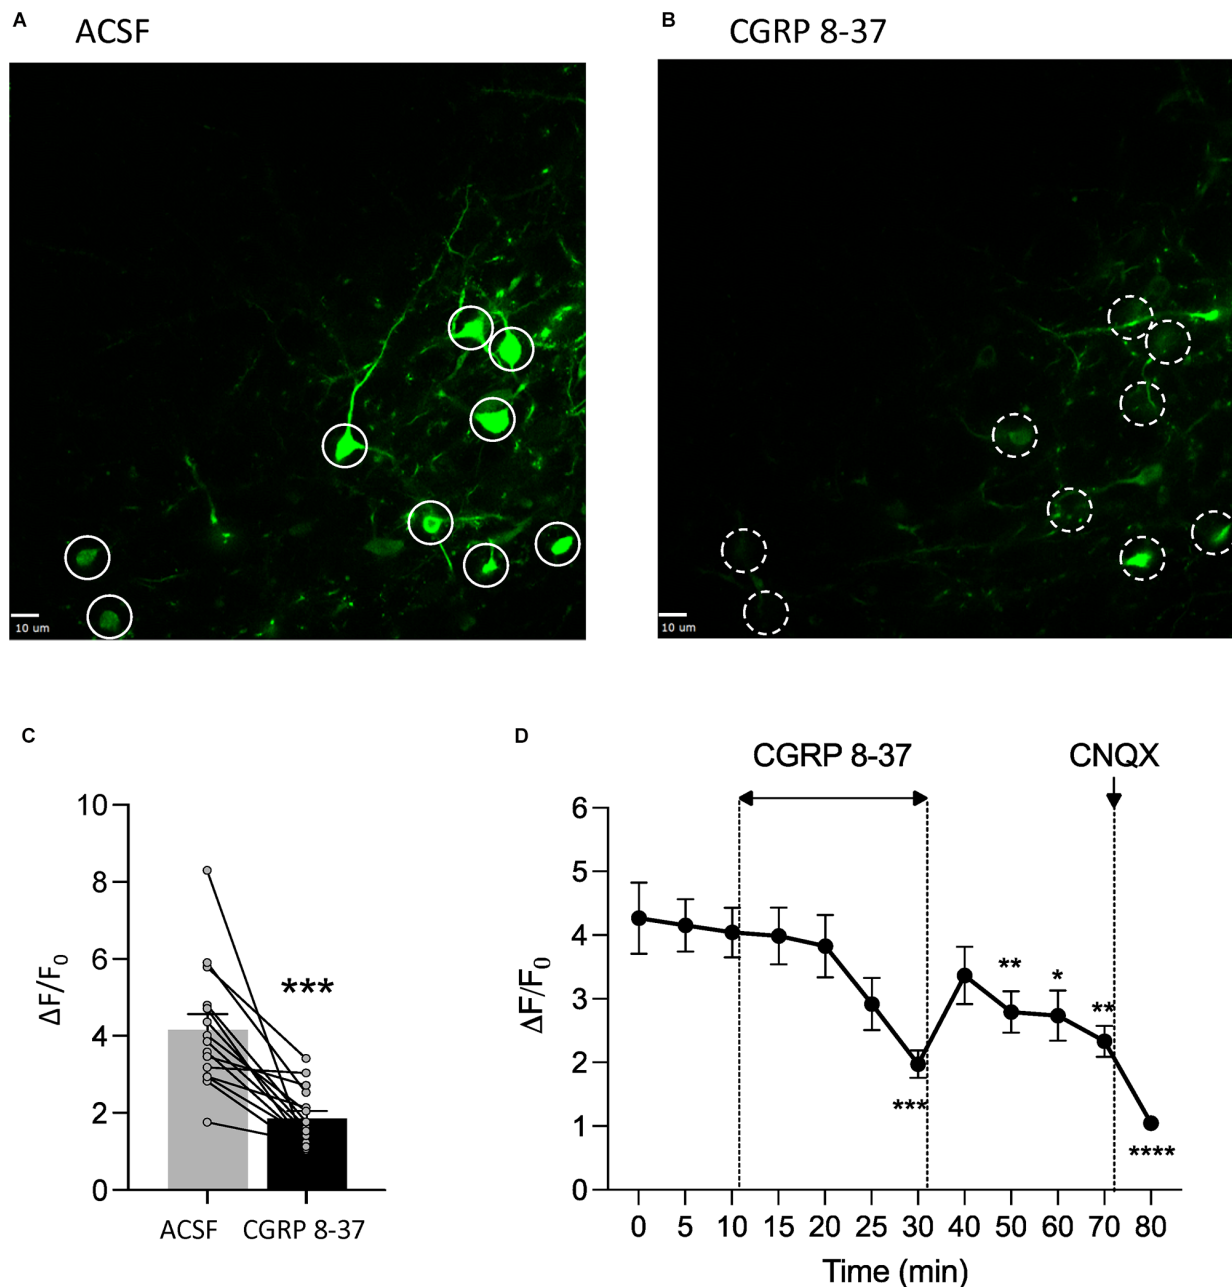 A
ACSF
B
CGRP 8-37
10 um
10 um
C
10
8
6
4
2
0
ΔF/F0
***
ACSF
CGRP 8-37
D
CGRP 8-37
CNQX
6
5
4
3
2
1
0
ΔF/F0
**
*
**
***
****
0 5 10 15 20 25 30 40 50 60 70 80
Time (min)